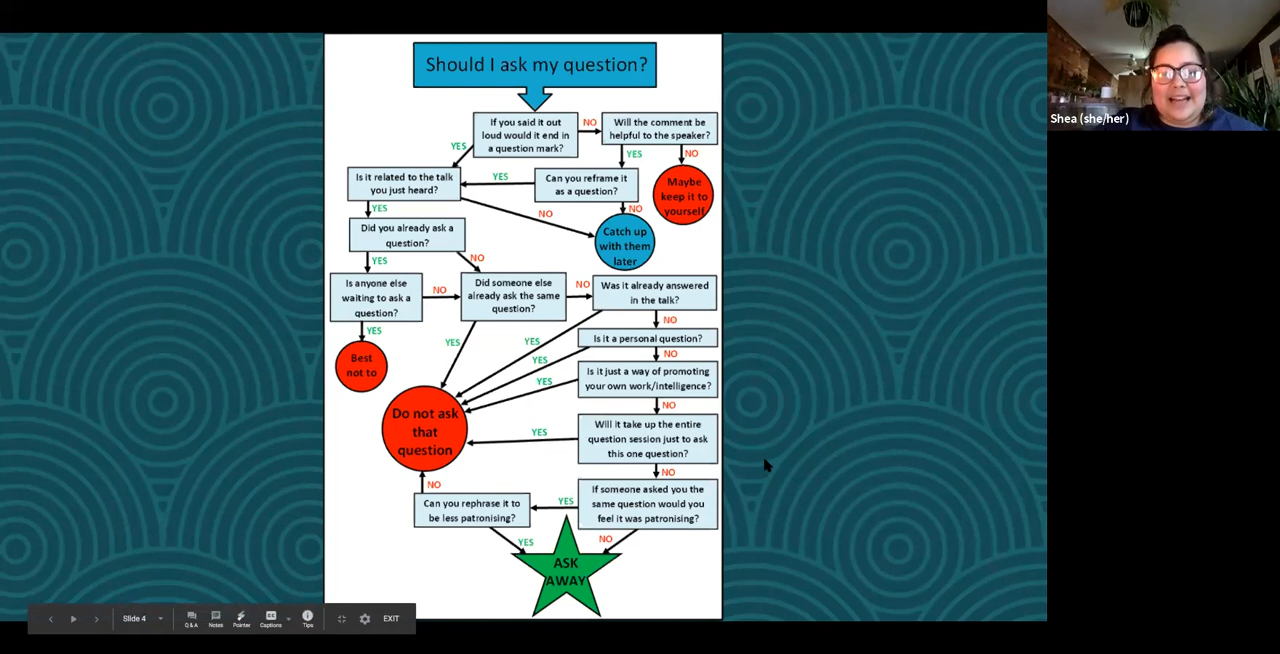 Should I ask my question?
If you said it out
loud would it end in
a question mark?
NO
Will the comment be
helpful to the speaker?
YES
YES
NO
Is it related to the talk
you just heard?
YES
Can you reframe it
as a question?
Maybe
keep it to
yourself
YES
NO
NO
Did you already ask a
question?
Catch up
with them
later
YES
NO
Is anyone else
waiting to ask a
question?
NO
Did someone else
already ask the same
question?
NO
Was it already answered
in the talk?
YES
NO
YES
YES
Is it a personal question?
Best
not to
YES
NO
YES
Is it just a way of promoting
your own work/intelligence?
NO
Do not ask
that
question
YES
Will it take up the entire
question session just to ask
this one question?
NO
NO
Can you rephrase it to
be less patronising?
YES
If someone asked you the
same question would you
feel it was patronising?
YES
NO
ASK
AWAY!
Shea (she/her)
Slide 4
Q & A
Notes
Pointer
Captions
Tips
EXIT